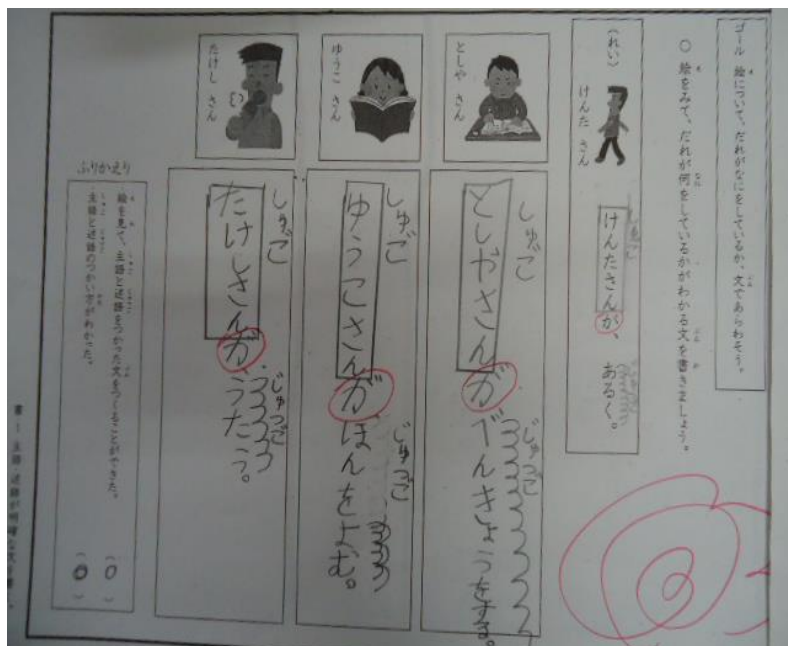 ゴール 絵について、だれがなにをしているか、文であらわそう。
○ 絵をみて、だれが何をしているかがわかる文を書きましょう。
(れい)
けんた さん
しゅご
けんたさんが、
あるく。
としや さん
しゅご
じゅつご
としやさんが べんきょうをする。
ゆうこ さん
しゅご
じゅつご
ゆうこさんが ほんをよむ。
たけし さん
しゅご
じゅつご
たけしさんが、うたう。
ふりかえり
絵を見て、主語と述語をつかった文をつくることができた。 (○)
主語と述語のつかい方がわかった。 (○)